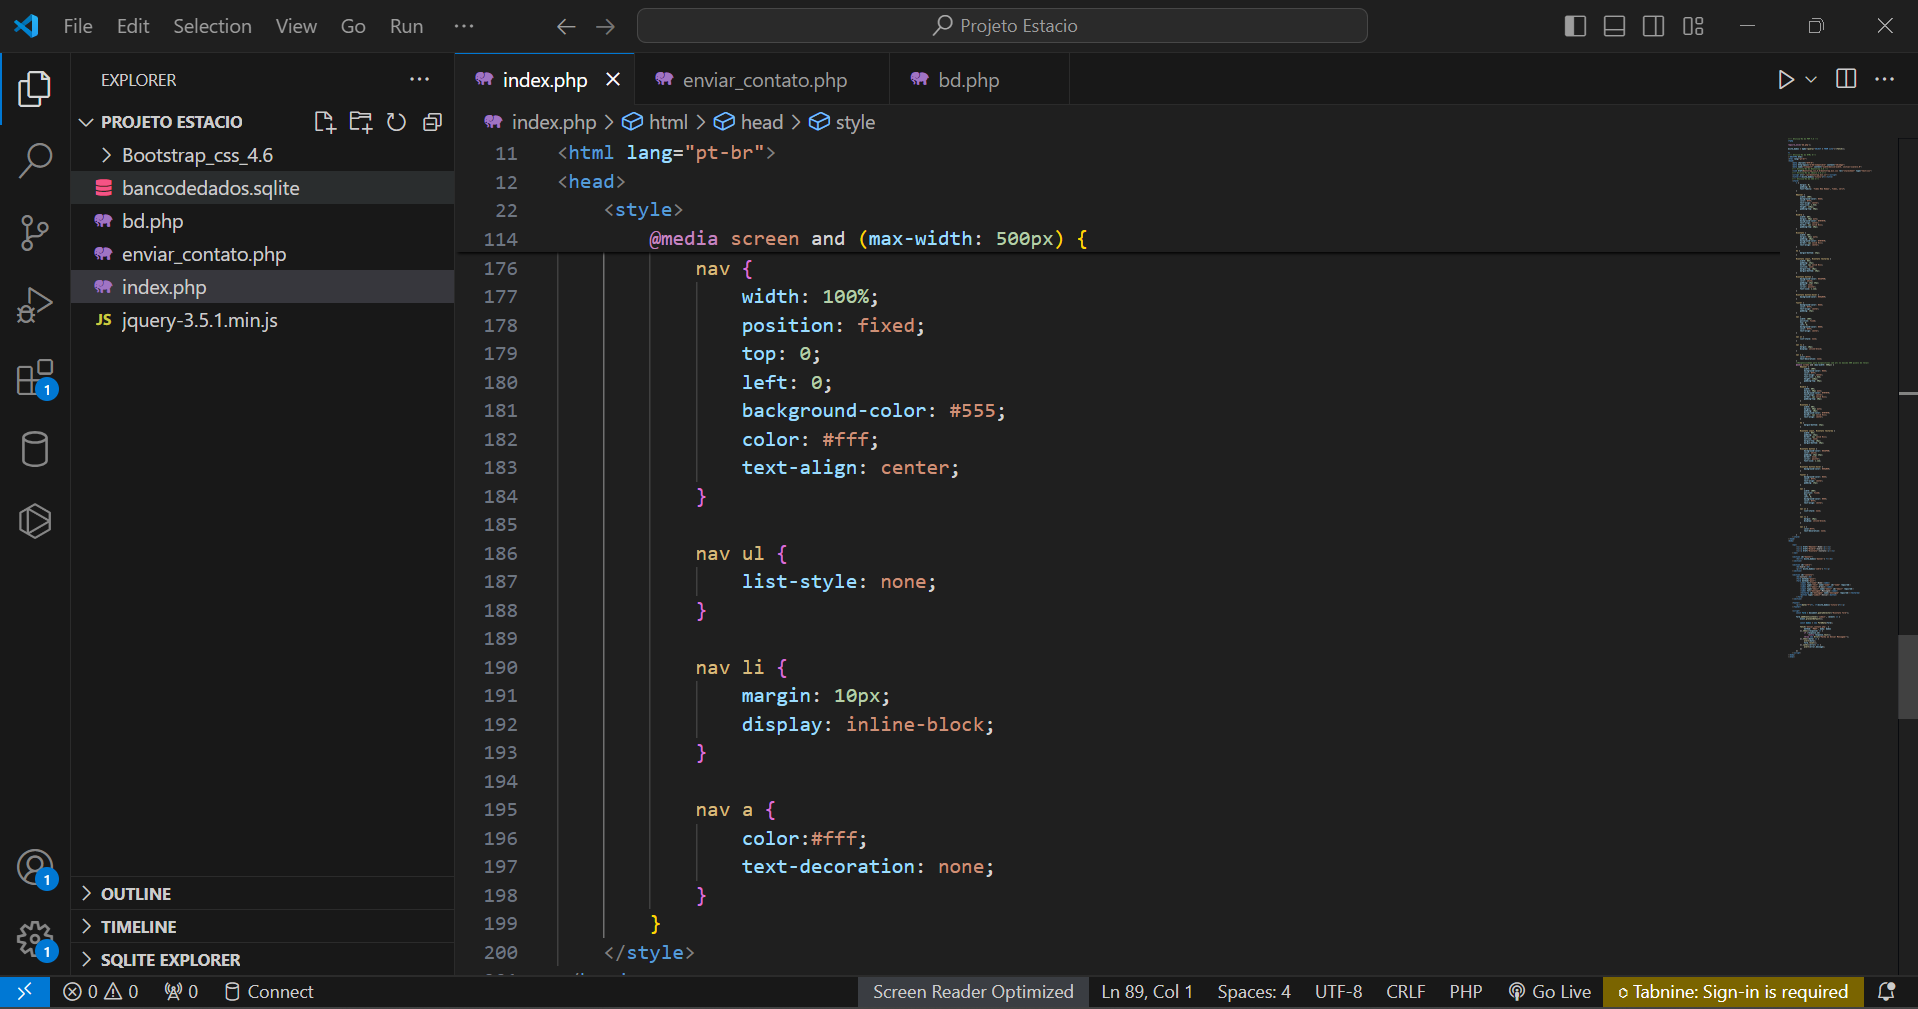 File Edit Selection View Go Run ···
Projeto Estacio
EXPLORER ···
PROJETO ESTACIO
Bootstrap_css_4.6
bancodedados.sqlite
bd.php
enviar_contato.php
index.php
JS jquery-3.5.1.min.js
OUTLINE
TIMELINE
SQLITE EXPLORER
1
1
1
index.php
enviar_contato.php
bd.php
index.php > html > head > style
11 <html lang="pt-br">
12 <head>
22 <style>
114 @media screen and (max-width: 500px) {
176 nav {
177 width: 100%;
178 position: fixed;
179 top: 0;
180 left: 0;
181 background-color: #555;
182 color: #fff;
183 text-align: center;
184 }
185
186 nav ul {
187 list-style: none;
188 }
189
190 nav li {
191 margin: 10px;
192 display: inline-block;
193 }
194
195 nav a {
196 color:#fff;
197 text-decoration: none;
198 }
199 }
200 </style>
0 0 0 Connect Screen Reader Optimized Ln 89, Col 1 Spaces: 4 UTF-8 CRLF PHP Go Live Tabnine: Sign-in is required